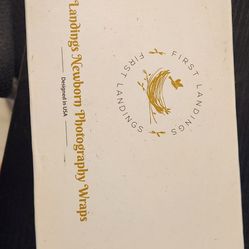 Landings Newborn Photography Wraps
Designed in USA
FIRST LANDINGS
FIRST LANDINGS